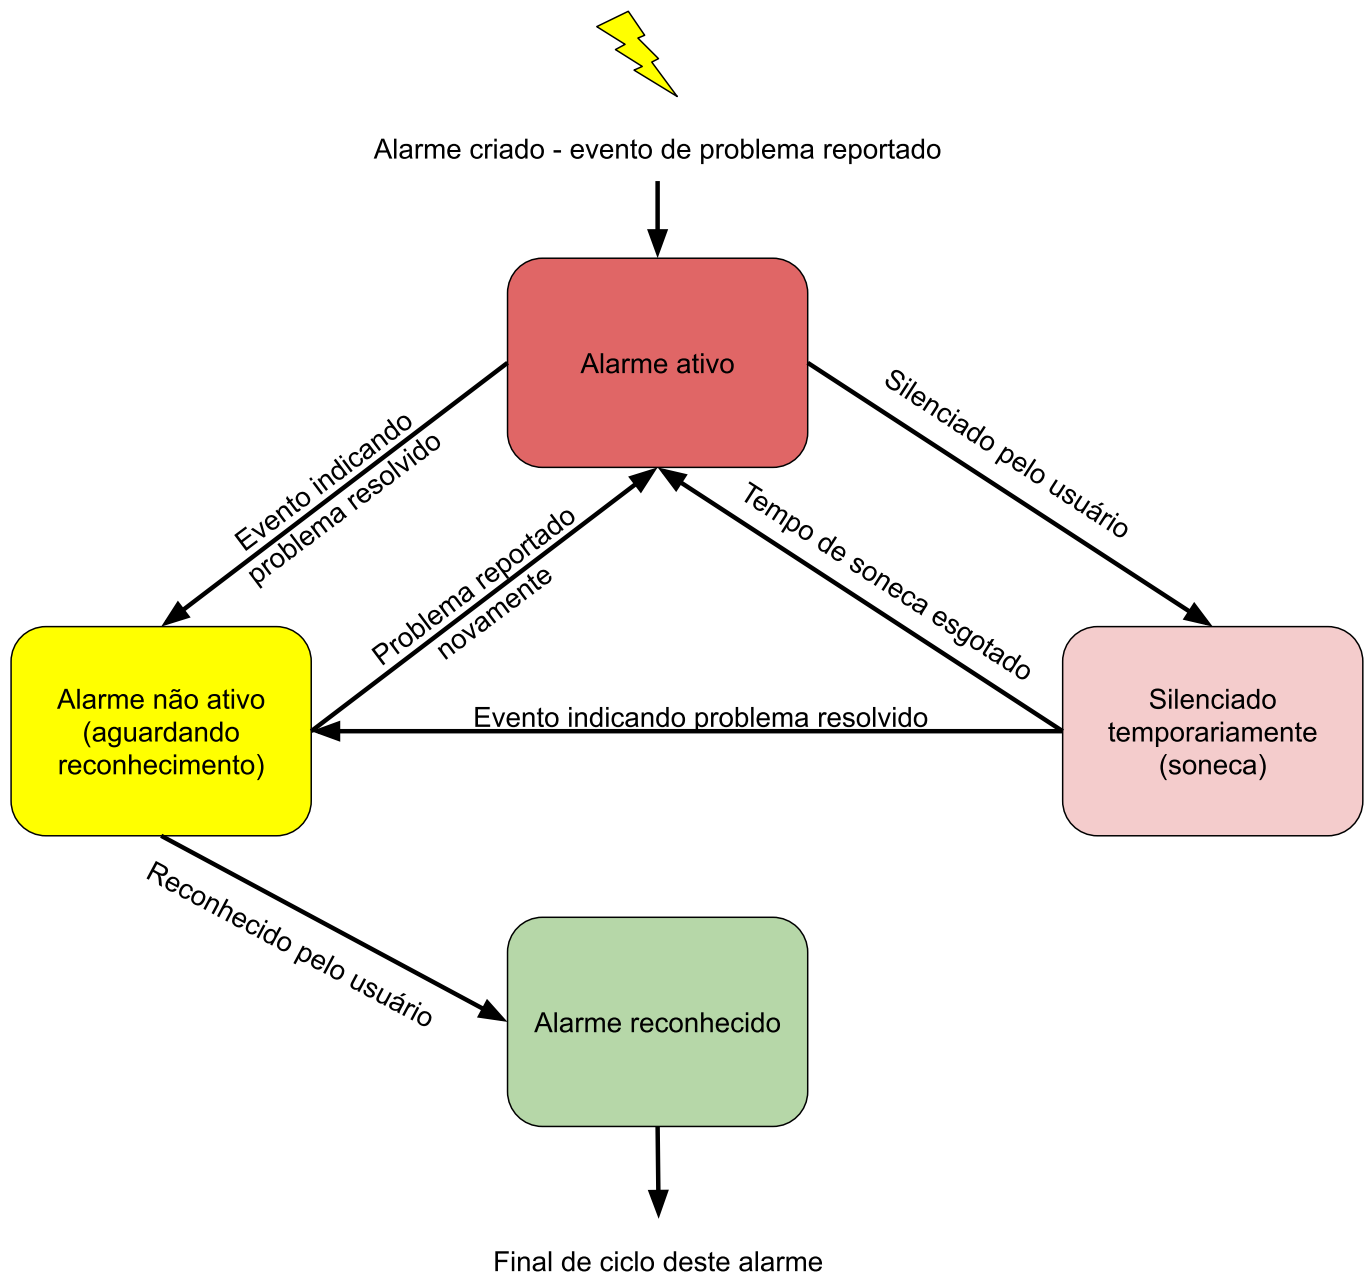 Alarme criado - evento de problema reportado
Alarme ativo
Silenciado pelo usuário
Evento indicando
problema resolvido
Tempo de soneca esgotado
Problema reportado
novamente
Alarme não ativo
(aguardando
reconhecimento)
Evento indicando problema resolvido
Silenciado
temporariamente
(soneca)
Reconhecido pelo usuário
Alarme reconhecido
Final de ciclo deste alarme